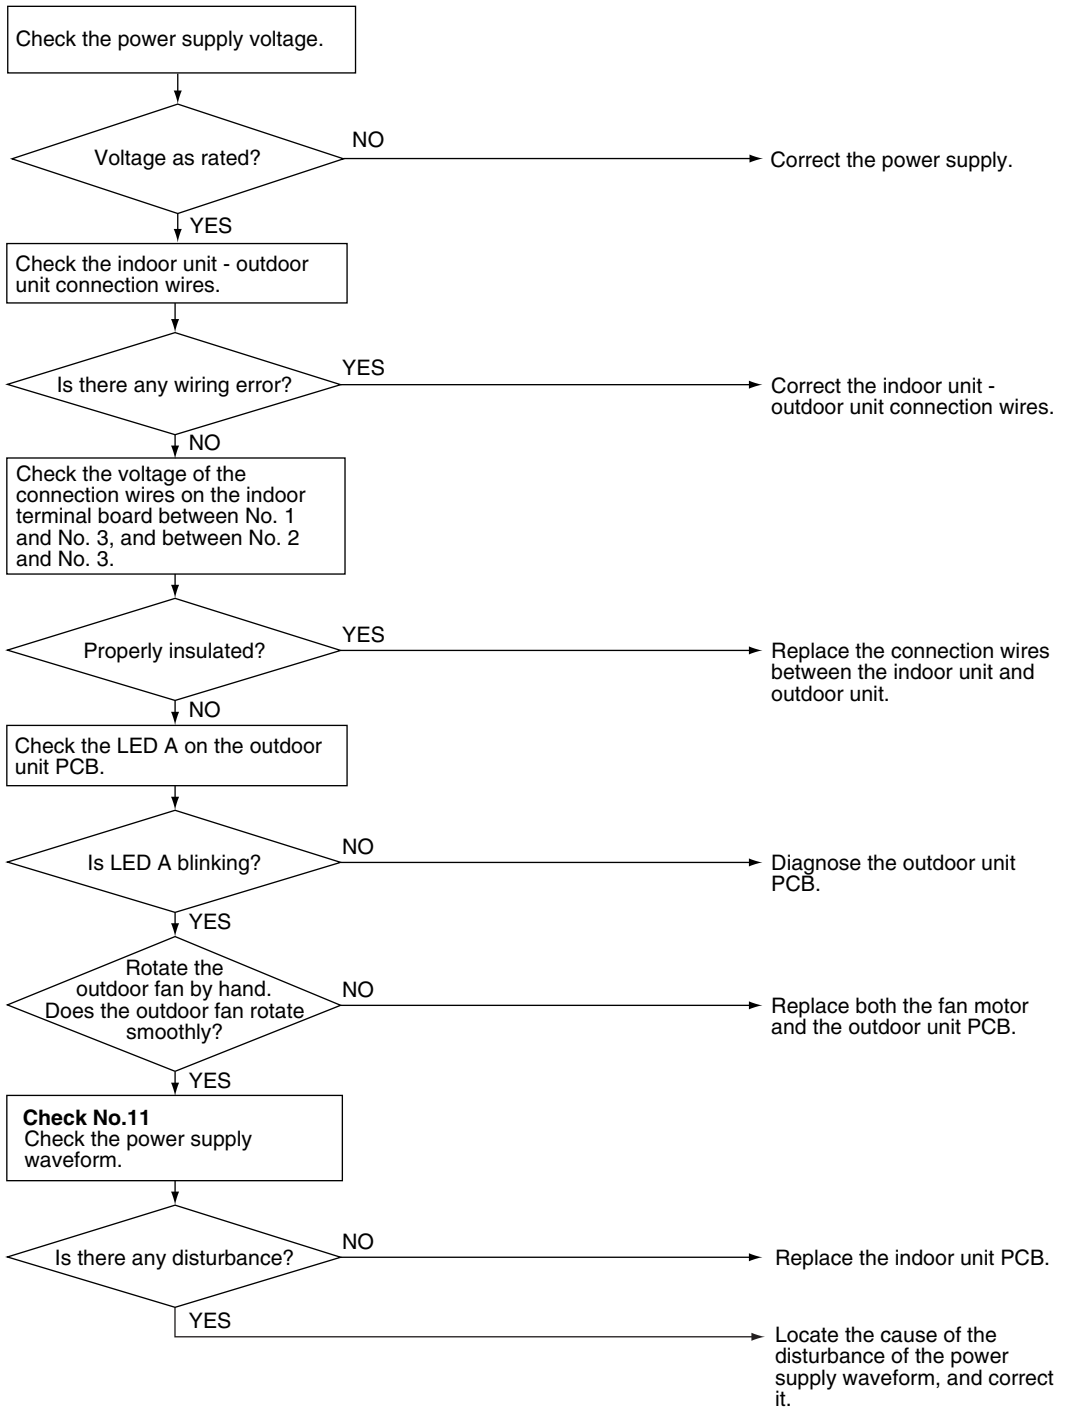 Check the power supply voltage.
Voltage as rated?
NO
Correct the power supply.
YES
Check the indoor unit - outdoor
unit connection wires.
Is there any wiring error?
YES
Correct the indoor unit -
outdoor unit connection wires.
NO
Check the voltage of the
connection wires on the indoor
terminal board between No. 1
and No. 3, and between No. 2
and No. 3.
Properly insulated?
YES
Replace the connection wires
between the indoor unit and
outdoor unit.
NO
Check the LED A on the outdoor
unit PCB.
Is LED A blinking?
NO
Diagnose the outdoor unit
PCB.
YES
Rotate the
outdoor fan by hand.
Does the outdoor fan rotate
smoothly?
NO
Replace both the fan motor
and the outdoor unit PCB.
YES
Check No.11
Check the power supply
waveform.
Is there any disturbance?
NO
Replace the indoor unit PCB.
YES
Locate the cause of the
disturbance of the power
supply waveform, and correct
it.